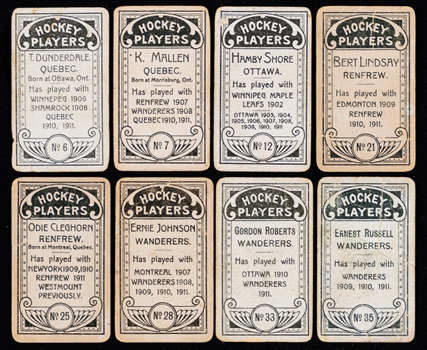 HOCKEY
PLAYERS
T. DUNDERDALE.
QUEBEC.
Born at Ottawa, Ont.
Has played with
WINNIPEG 1906
SHAMROCK 1908
QUEBEC
1910, 1911.
No 6
HOCKEY
PLAYERS
K. MALLEN
QUEBEC.
Born at Morrisburg, Ont.
Has played with
RENFREW 1907
WANDERERS 1908
QUEBEC 1910, 1911.
No 7
HOCKEY
PLAYERS
HAMBY SHORE
OTTAWA.
Has played with
WINNIPEG MAPLE
LEAFS 1902
OTTAWAS 1903, 1904,
1905, 1906, 1907, 1908,
1909, 1910, 1911
No 12
HOCKEY
PLAYERS
BERT LINDSAY
RENFREW.
Has played with
EDMONTON 1909
RENFREW
1910, 1911.
No 21
HOCKEY
PLAYERS
ODIE CLEGHORN
RENFREW.
Born at Montreal, Quebec.
Has played with
NEW YORK 1909, 1910
RENFREW 1911
WESTMOUNT
PREVIOUSLY.
No 25
HOCKEY
PLAYERS
ERNIE JOHNSON
WANDERERS.
Has played with
MONTREAL 1907
WANDERERS 1908,
1909, 1910, 1911.
No 28
HOCKEY
PLAYERS
GORDON ROBERTS
WANDERERS.
Has played with
OTTAWA 1910
WANDERERS
1911.
No 33
HOCKEY
PLAYERS
ERNEST RUSSELL
WANDERERS.
Has played with
WANDERERS
1909, 1910, 1911.
No 35